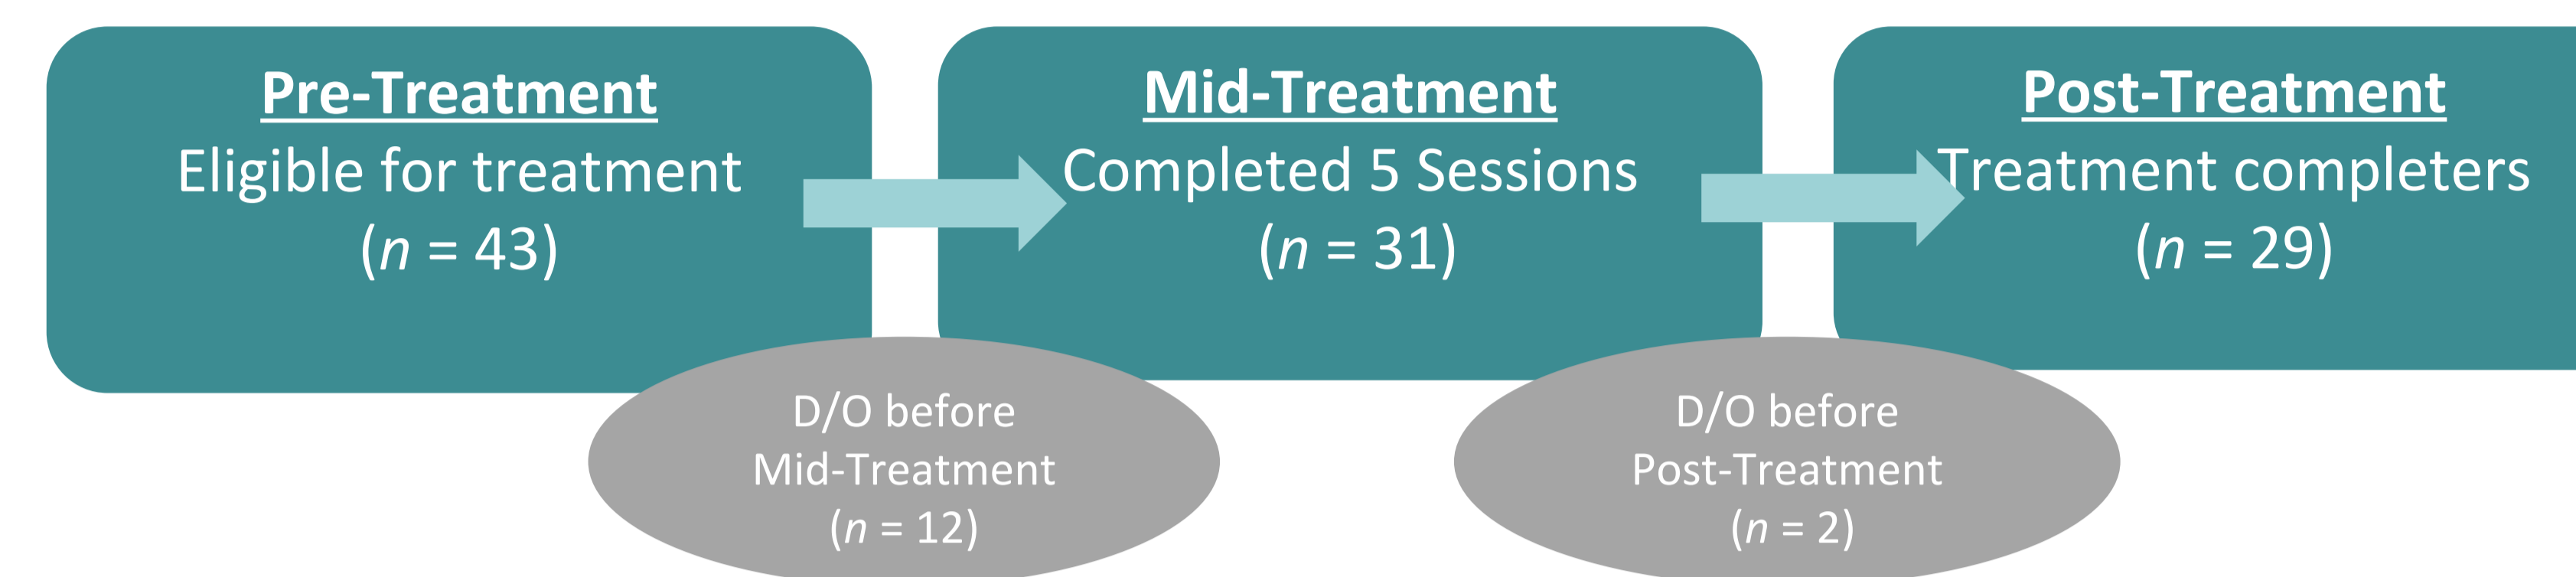 Pre-Treatment
Eligible for treatment
(n = 43)
Mid-Treatment
Completed 5 Sessions
(n = 31)
Post-Treatment
Treatment completers
(n = 29)
D/O before
Mid-Treatment
(n = 12)
D/O before
Post-Treatment
(n = 2)